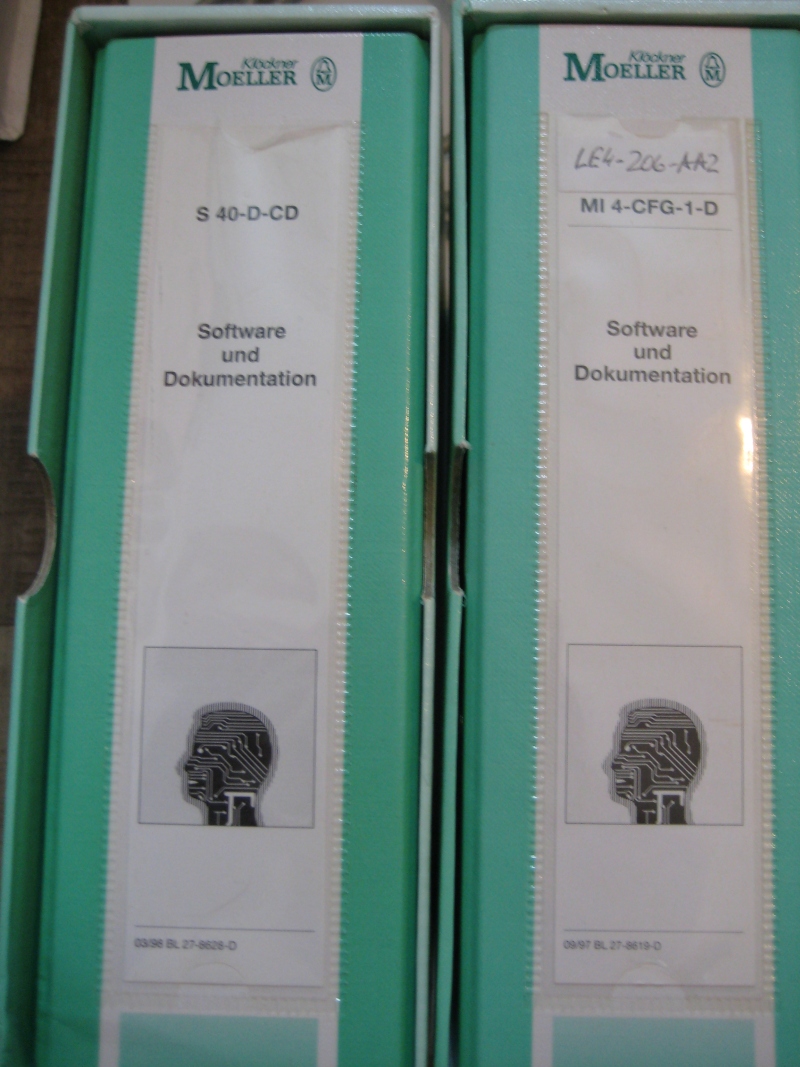 Klöckner
MOELLER
S 40-D-CD
Software
und
Dokumentation
03/98 BL 27-8628-D
Klöckner
MOELLER
LE4-206-AA2
MI 4-CFG-1-D
Software
und
Dokumentation
09/97 BL 27-8619-D